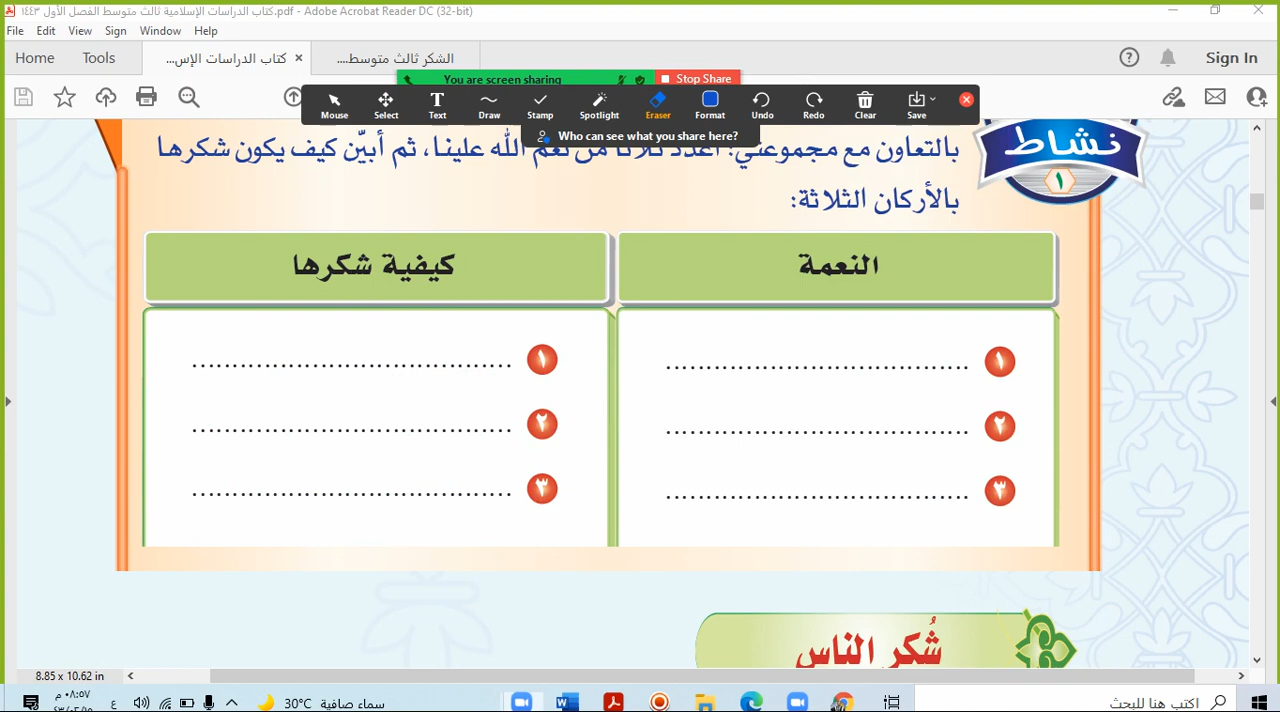 كتاب الدراسات الإسلامية ثالث متوسط الفصل الأول ١٤٤٣.pdf - Adobe Acrobat Reader DC (32-bit)
File Edit View Sign Window Help
Home Tools كتاب الدراسات الإس... × الشكر ثالث متوسط.... Sign In
You are screen sharing Stop Share
Mouse Select Text Draw Stamp Spotlight Eraser Format Undo Redo Clear Save
Who can see what you share here?
نشاط
١
بالتعاون مع مجموعتي: أعدد ثلاثًا من نعم الله علينا، ثم أبيّن كيف يكون شكرها
بالأركان الثلاثة:
النعمة كيفية شكرها
١ ...................................... ١ ......................................
٢ ...................................... ٢ ......................................
٣ ...................................... ٣ ......................................
شُكر الناس
8.85 x 10.62 in
٠٨:٥٧ م
ع 30°C سماء صافية
اكتب هنا للبحث